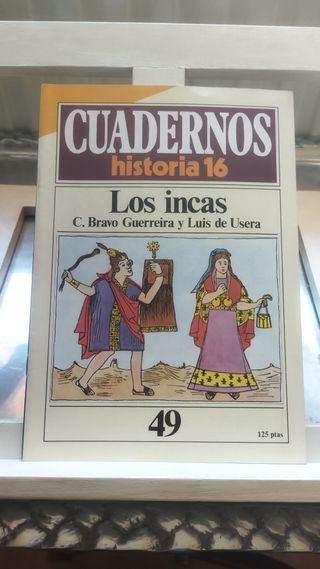 CUADERNOS
historia 16
Los incas
C. Bravo Guerreira y Luis de Usera
49
125 ptas